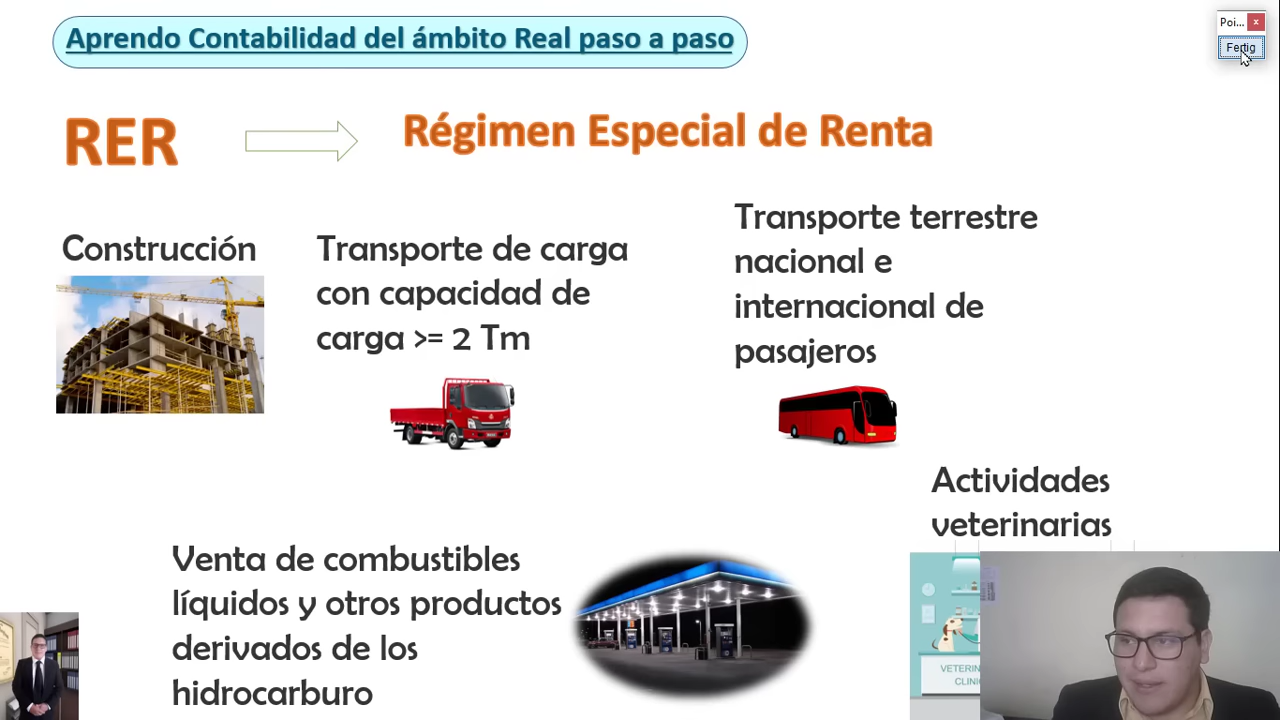 Aprendo Contabilidad del ámbito Real paso a paso
Poi...
Fertig
RER
Régimen Especial de Renta
Construcción
Transporte de carga
con capacidad de
carga >= 2 Tm
Transporte terrestre
nacional e
internacional de
pasajeros
Actividades
veterinarias
Venta de combustibles
líquidos y otros productos
derivados de los
hidrocarburo